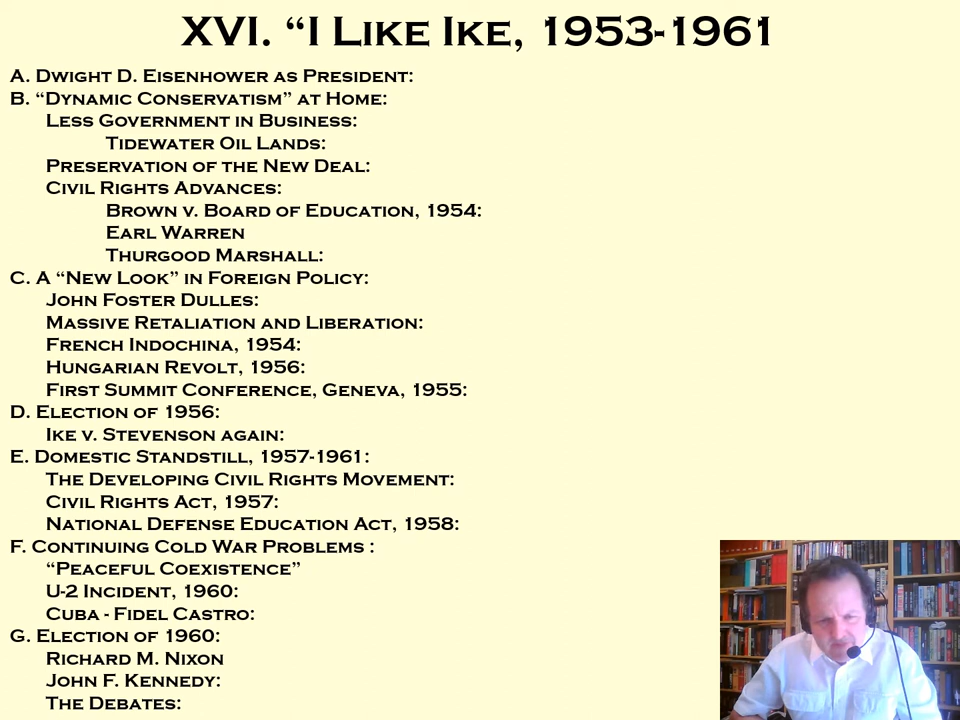 XVI. “I Like Ike, 1953-1961
A. Dwight D. Eisenhower as President:
B. “Dynamic Conservatism” at Home:
Less Government in Business:
Tidewater Oil Lands:
Preservation of the New Deal:
Civil Rights Advances:
Brown v. Board of Education, 1954:
Earl Warren
Thurgood Marshall:
C. A “New Look” in Foreign Policy:
John Foster Dulles:
Massive Retaliation and Liberation:
French Indochina, 1954:
Hungarian Revolt, 1956:
First Summit Conference, Geneva, 1955:
D. Election of 1956:
Ike v. Stevenson again:
E. Domestic Standstill, 1957-1961:
The Developing Civil Rights Movement:
Civil Rights Act, 1957:
National Defense Education Act, 1958:
F. Continuing Cold War Problems :
“Peaceful Coexistence”
U-2 Incident, 1960:
Cuba - Fidel Castro:
G. Election of 1960:
Richard M. Nixon
John F. Kennedy:
The Debates: